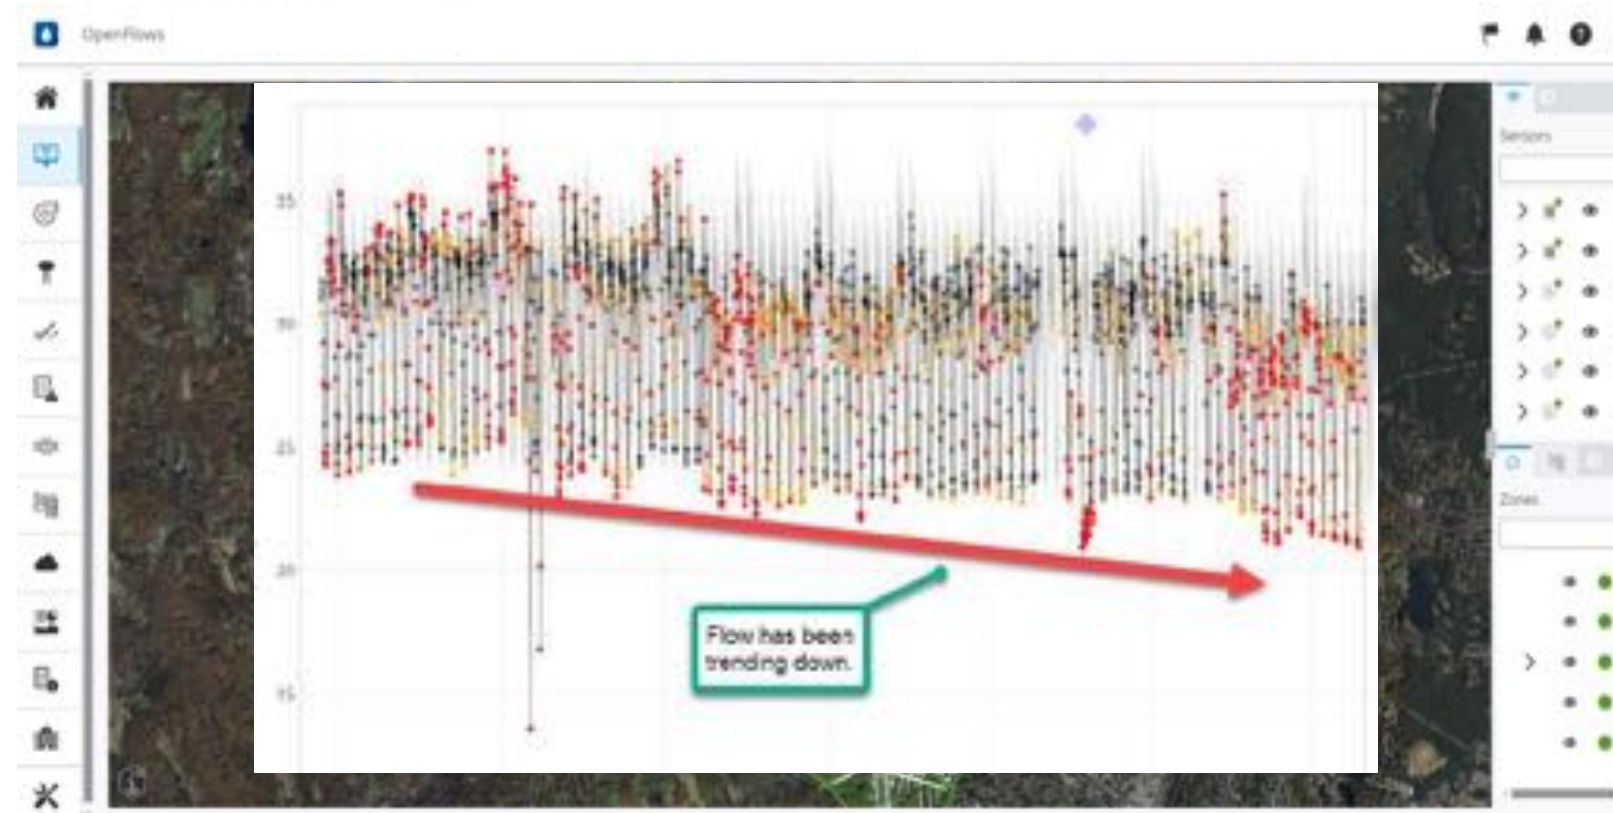 OpenFlows
Sensors
35
30
25
20
15
Flow has been
trending down.
Zones